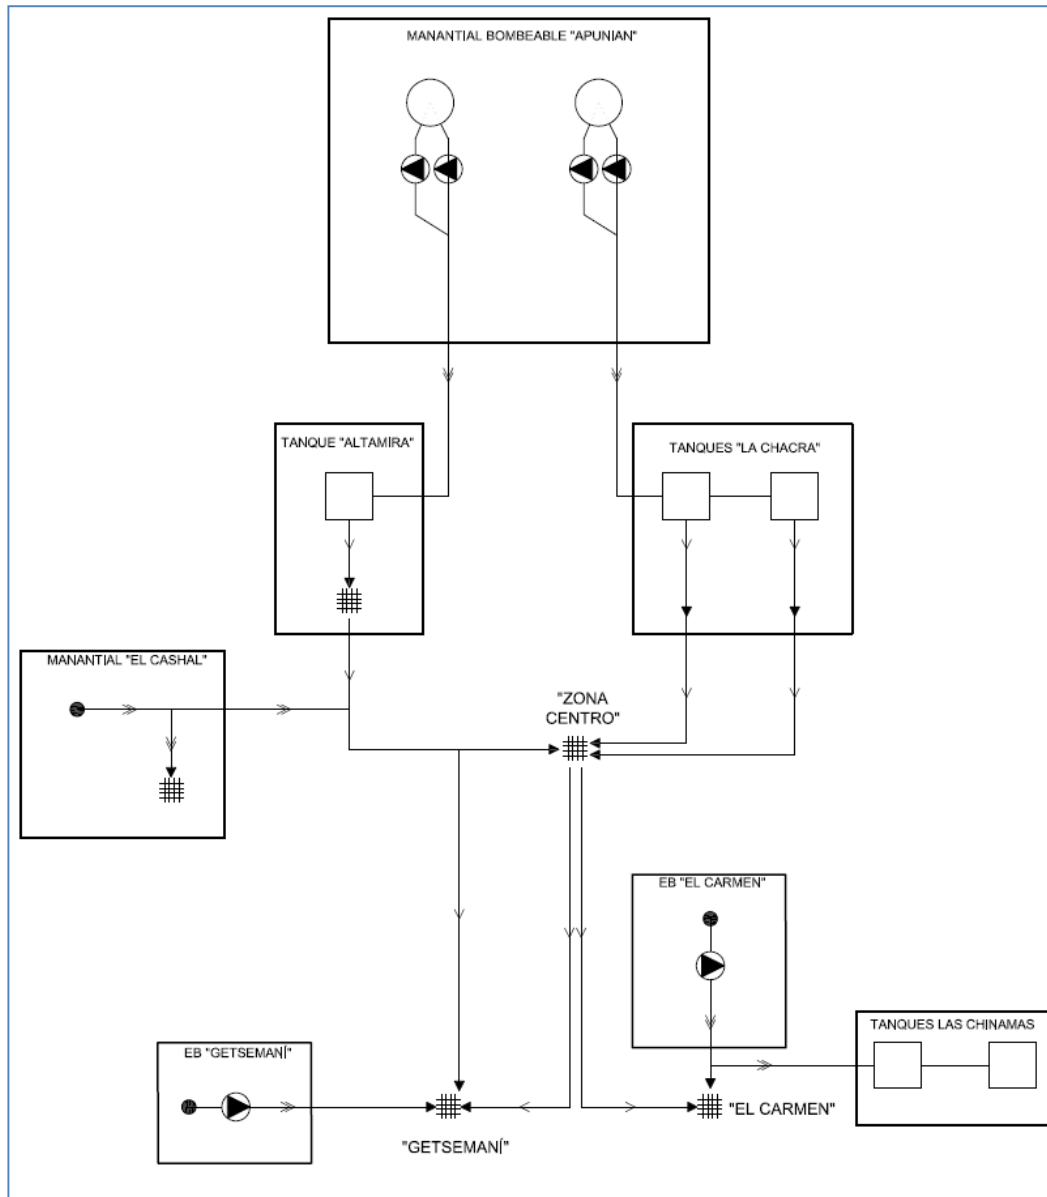 MANANTIAL BOMBEABLE "APUNIAN"
TANQUE "ALTAMIRA"
TANQUES "LA CHACRA"
MANANTIAL "EL CASHAL"
"ZONA
CENTRO"
EB "EL CARMEN"
TANQUES LAS CHINAMAS
EB "GETSEMANÍ"
"EL CARMEN"
"GETSEMANÍ"